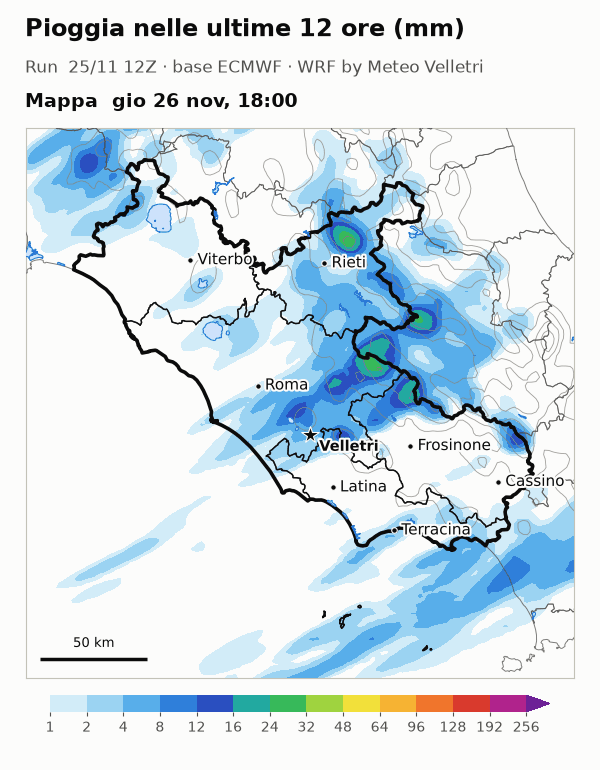 Pioggia nelle ultime 12 ore (mm)
Run 25/11 12Z · base ECMWF · WRF by Meteo Velletri
Mappa gio 26 nov, 18:00
Viterbo
Rieti
Roma
Velletri
Frosinone
Latina
Cassino
Terracina
50 km
1 2 4 8 12 16 24 32 48 64 96 128 192 256